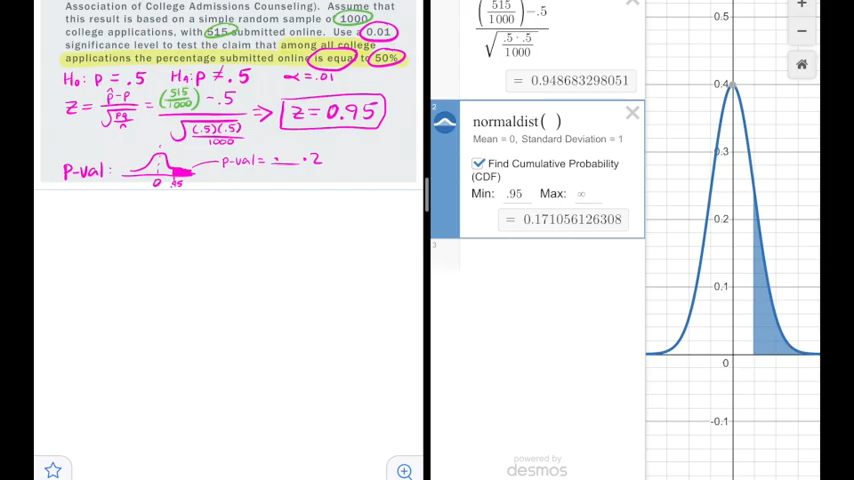 Association of College Admissions Counseling). Assume that
this result is based on a simple random sample of 1000
college applications, with 515 submitted online. Use a 0.01
significance level to test the claim that among all college
applications the percentage submitted online is equal to 50%
H₀: p = .5 H₁: p ≠ .5 α = .01
z = p̂-p / √(pq/n) = (515/1000) - .5 / √((.5)(.5)/1000) ⇒ z = 0.95
P-val: 0 .95 p-val = __ · 2
(515/1000) - .5
√(.5 · .5 / 1000)
= 0.948683298051
2
normaldist( )
Mean = 0, Standard Deviation = 1
Find Cumulative Probability
(CDF)
Min: .95 Max: ∞
= 0.171056126308
3
powered by
desmos
0.5
0.4
0.3
0.2
0.1
0
-0.1